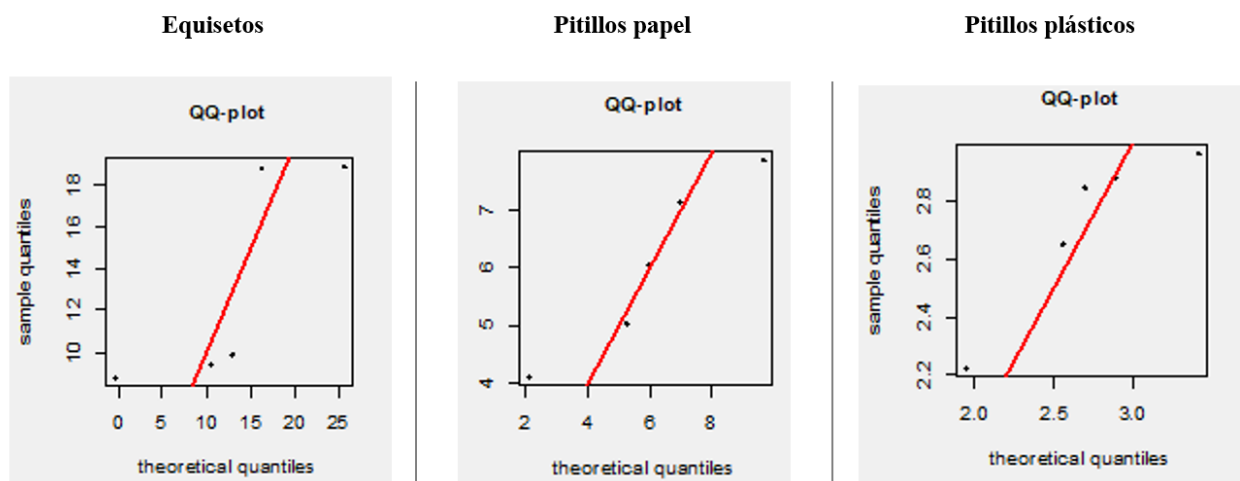 Equisetos
QQ-plot
sample quantiles
18
16
14
12
10
0 5 10 15 20 25
theoretical quantiles
Pitillos papel
QQ-plot
7
6
5
4
2 4 6 8
theoretical quantiles
Pitillos plásticos
QQ-plot
sample quantiles
2.8
2.6
2.4
2.2
2.0 2.5 3.0
theoretical quantiles